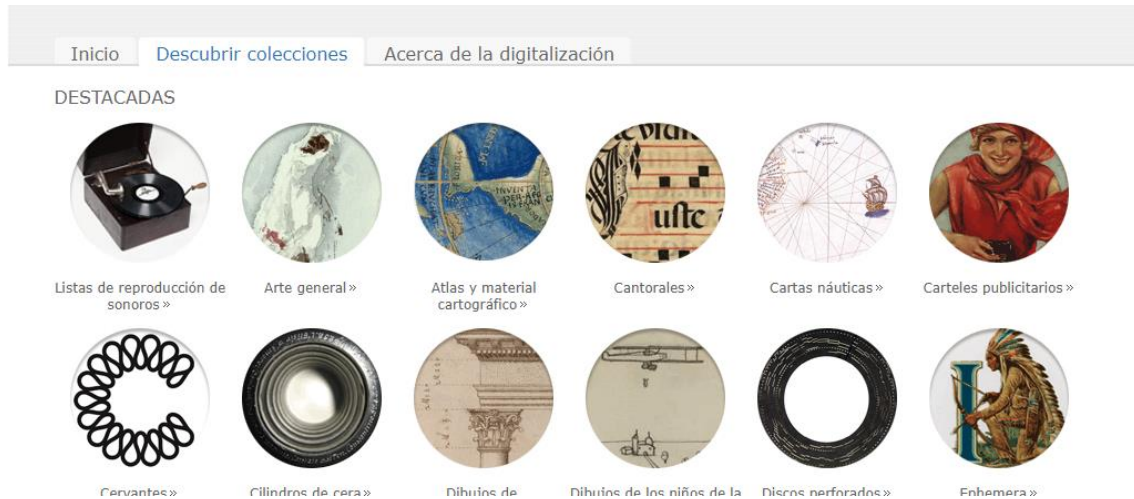 Inicio Descubrir colecciones Acerca de la digitalización
DESTACADAS
Listas de reproducción de sonoros »
Arte general »
Atlas y material cartográfico »
Cantorales »
Cartas náuticas »
Carteles publicitarios »
Cervantes »
Cilindros de cera »
Dibujos de
Dibujos de los niños de la
Discos perforados »
Ephemera »